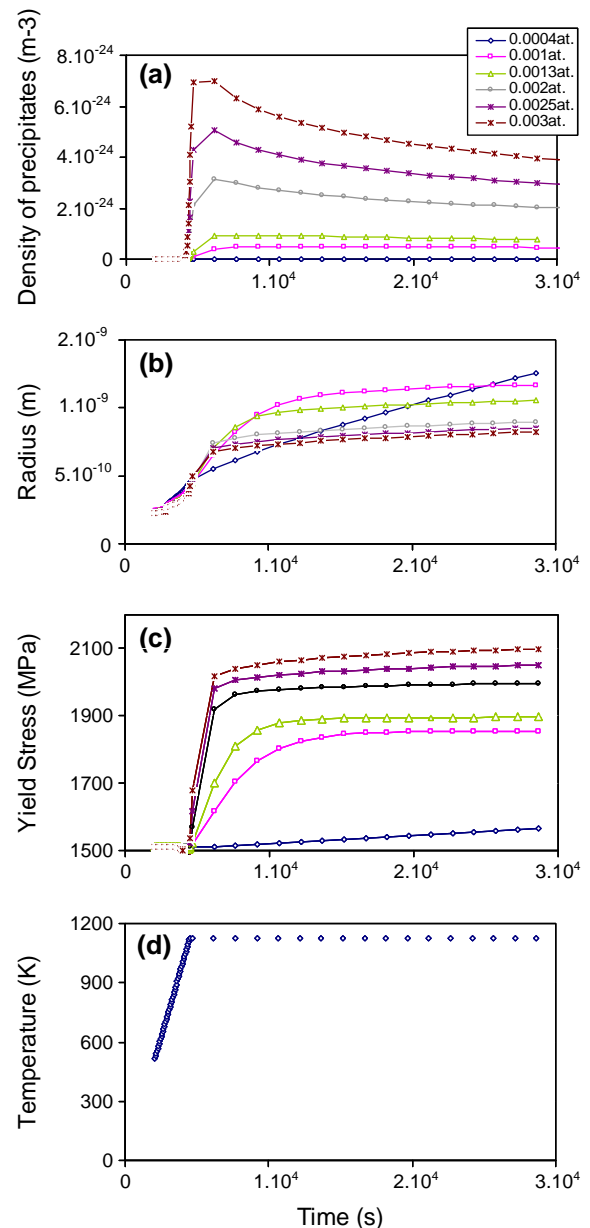 Density of precipitates (m-3)
8.0⁻²⁴
6.0⁻²⁴
4.0⁻²⁴
2.0⁻²⁴
0
(a)
0.0004at.
0.001at.
0.0013at.
0.002at.
0.0025at.
0.003at.
0
1.10⁴
2.10⁴
3.10⁴
Radius (m)
2.10⁻⁹
1.10⁻⁹
5.10⁻¹⁰
0
(b)
0
1.10⁴
2.10⁴
3.10⁴
Yield Stress (MPa)
2100
1900
1700
1500
(c)
0
1.10⁴
2.10⁴
3.10⁴
Temperature (K)
1200
900
600
300
0
(d)
0
1.10⁴
2.10⁴
3.10⁴
Time (s)